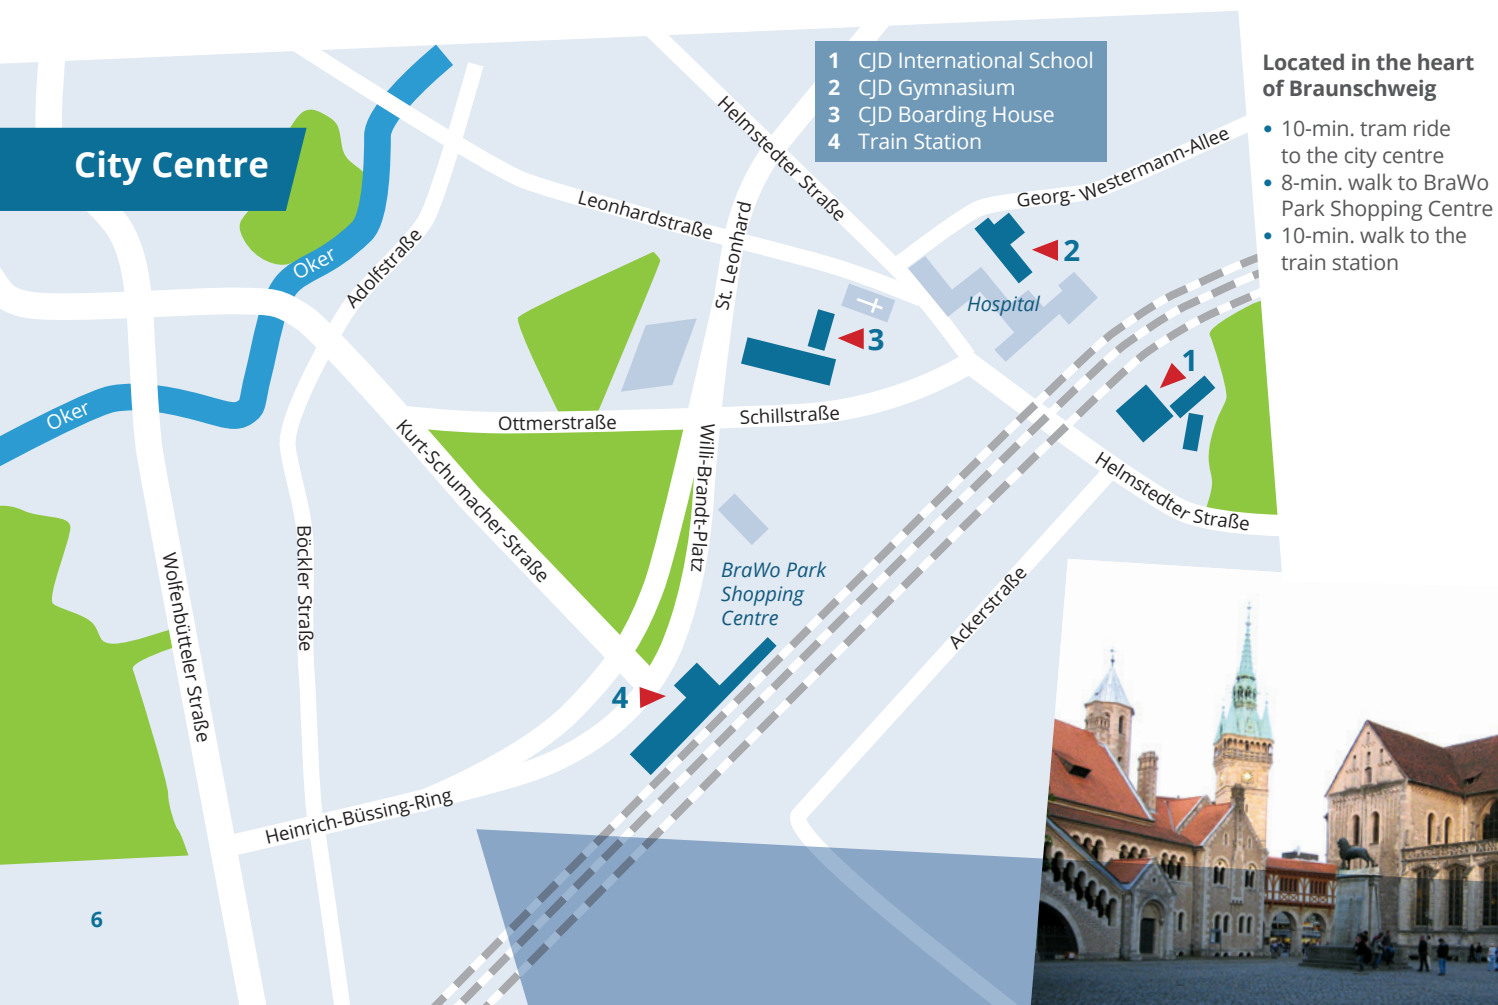 City Centre
1 CJD International School
2 CJD Gymnasium
3 CJD Boarding House
4 Train Station
Located in the heart
of Braunschweig
• 10-min. tram ride
to the city centre
• 8-min. walk to BraWo
Park Shopping Centre
• 10-min. walk to the
train station
Helmstedter Straße
Georg- Westermann-Allee
Leonhardstraße
St. Leonhard
Oker
Adolfstraße
2
Hospital
3
1
Oker
Ottmerstraße
Schillstraße
Kurt-Schumacher-Straße
Willi-Brandt-Platz
Helmstedter Straße
Wolfenbütteler Straße
Böckler Straße
BraWo Park
Shopping
Centre
Ackerstraße
4
Heinrich-Büssing-Ring
6